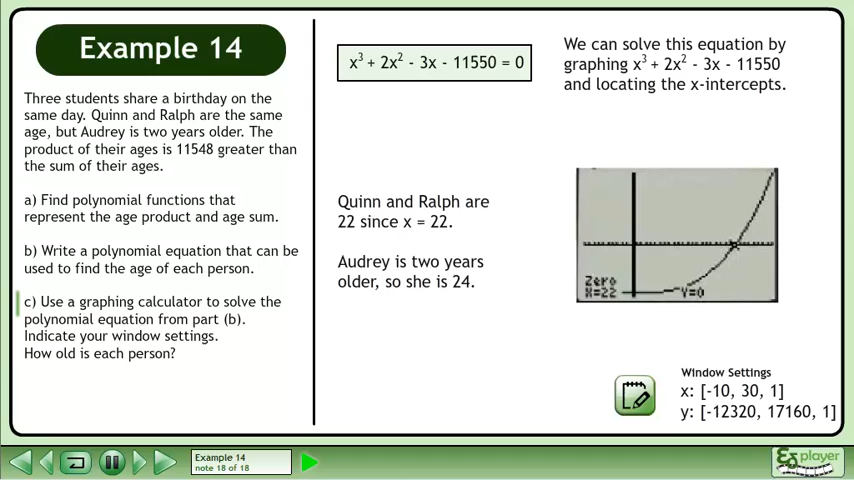 Example 14
Three students share a birthday on the
same day. Quinn and Ralph are the same
age, but Audrey is two years older. The
product of their ages is 11548 greater than
the sum of their ages.
a) Find polynomial functions that
represent the age product and age sum.
b) Write a polynomial equation that can be
used to find the age of each person.
c) Use a graphing calculator to solve the
polynomial equation from part (b).
Indicate your window settings.
How old is each person?
x³ + 2x² - 3x - 11550 = 0
Quinn and Ralph are
22 since x = 22.
Audrey is two years
older, so she is 24.
We can solve this equation by
graphing x³ + 2x² - 3x - 11550
and locating the x-intercepts.
Zero
X=22 Y=0
Window Settings
x: [-10, 30, 1]
y: [-12320, 17160, 1]
Example 14
note 18 of 18
player